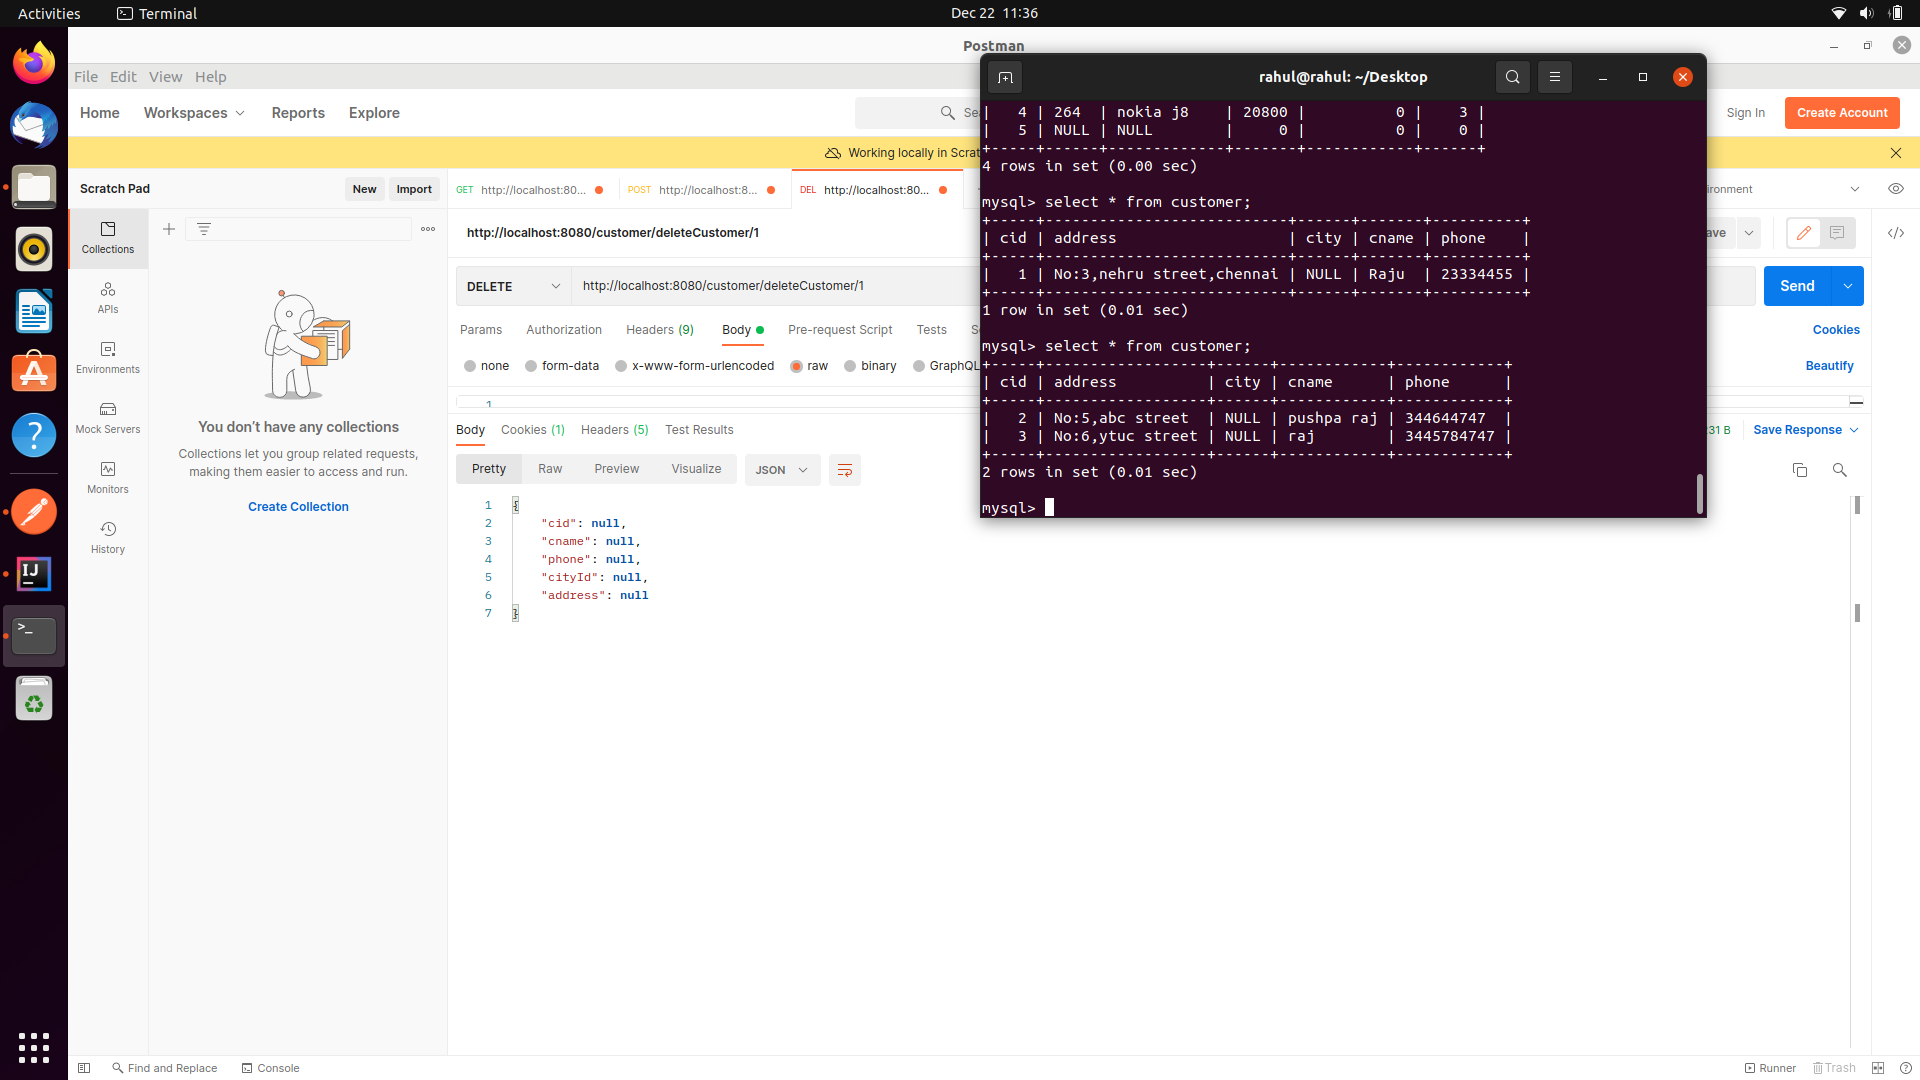 Activities
Terminal
Dec 22 11:36
Postman
File Edit View Help
Home Workspaces Reports Explore
Sign In
Create Account
Working locally in Scrat
Scratch Pad
New
Import
GET http://localhost:80...
POST http://localhost:8...
DEL http://localhost:80...
ironment
Collections
APIs
Environments
Mock Servers
Monitors
History
You don't have any collections
Collections let you group related requests,
making them easier to access and run.
Create Collection
http://localhost:8080/customer/deleteCustomer/1
ave
</>
DELETE
http://localhost:8080/customer/deleteCustomer/1
Send
Params Authorization Headers (9) Body Pre-request Script Tests S
Cookies
none form-data x-www-form-urlencoded raw binary GraphQL
Beautify
1
Body Cookies (1) Headers (5) Test Results
31 B
Save Response
Pretty Raw Preview Visualize JSON
1 {
2 "cid": null,
3 "cname": null,
4 "phone": null,
5 "cityId": null,
6 "address": null
7 }
rahul@rahul: ~/Desktop
|   4 | 264  | nokia j8    | 20800 |          0 |    3 |
|   5 | NULL | NULL        |     0 |          0 |    0 |
+-----+------+-------------+-------+------------+------+
4 rows in set (0.00 sec)
mysql> select * from customer;
+-----+---------------------------+------+-------+----------+
| cid | address                   | city | cname | phone    |
+-----+---------------------------+------+-------+----------+
|   1 | No:3,nehru street,chennai | NULL | Raju  | 23334455 |
+-----+---------------------------+------+-------+----------+
1 row in set (0.01 sec)
mysql> select * from customer;
+-----+------------------+------+------------+------------+
| cid | address          | city | cname      | phone      |
+-----+------------------+------+------------+------------+
|   2 | No:5,abc street  | NULL | pushpa raj | 344644747  |
|   3 | No:6,ytuc street | NULL | raj        | 3445784747 |
+-----+------------------+------+------------+------------+
2 rows in set (0.01 sec)
mysql>
Find and Replace
Console
Runner
Trash